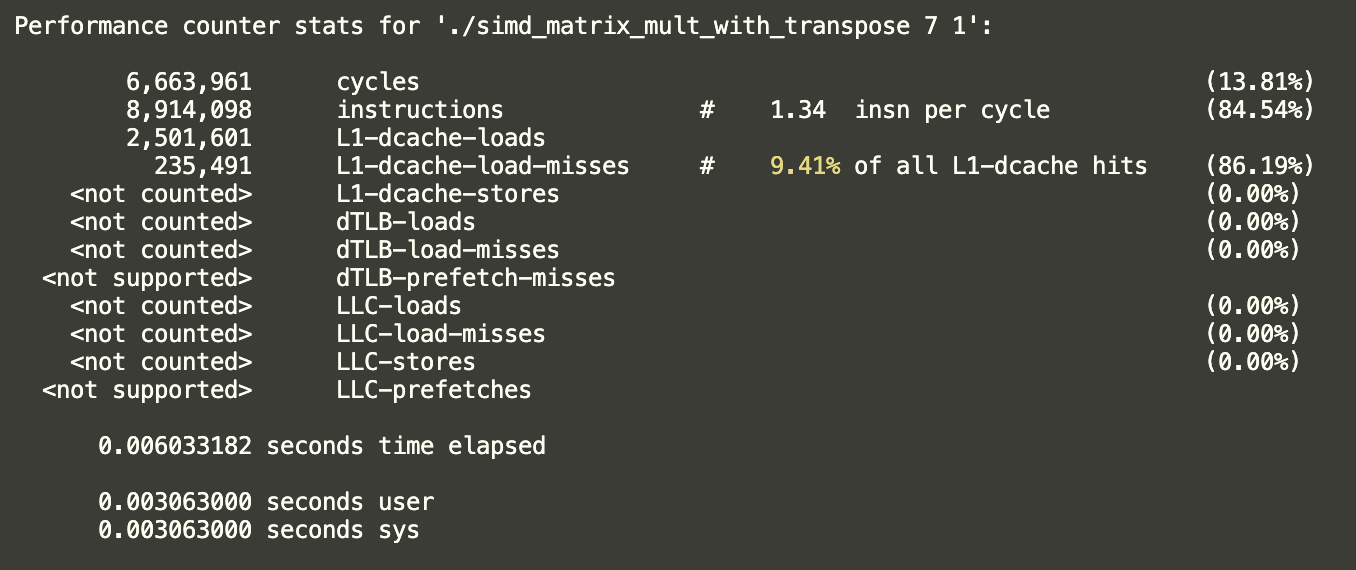 Performance counter stats for './simd_matrix_mult_with_transpose 7 1':
6,663,961 cycles (13.81%)
8,914,098 instructions # 1.34 insn per cycle (84.54%)
2,501,601 L1-dcache-loads
235,491 L1-dcache-load-misses # 9.41% of all L1-dcache hits (86.19%)
<not counted> L1-dcache-stores (0.00%)
<not counted> dTLB-loads (0.00%)
<not counted> dTLB-load-misses (0.00%)
<not supported> dTLB-prefetch-misses
<not counted> LLC-loads (0.00%)
<not counted> LLC-load-misses (0.00%)
<not counted> LLC-stores (0.00%)
<not supported> LLC-prefetches
0.006033182 seconds time elapsed
0.003063000 seconds user
0.003063000 seconds sys